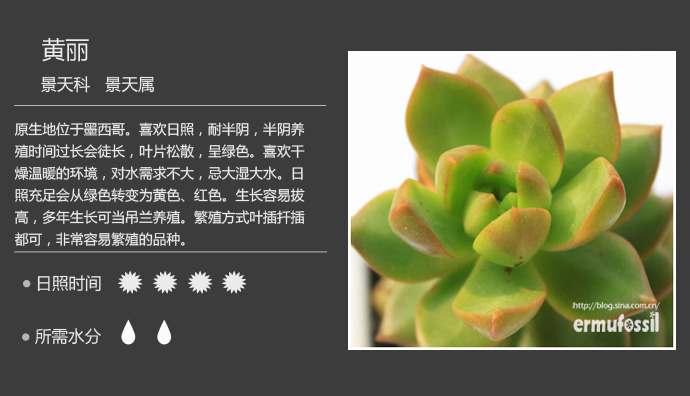 黄丽
景天科 景天属
原生地位于墨西哥。喜欢日照，耐半阴，半阴养
殖时间过长会徒长，叶片松散，呈绿色。喜欢干
燥温暖的环境，对水需求不大，忌大湿大水。日
照充足会从绿色转变为黄色、红色。生长容易拔
高，多年生长可当吊兰养殖。繁殖方式叶插扦插
都可，非常容易繁殖的品种。
日照时间
所需水分
http://blog.sina.com.cn/
ermufossil